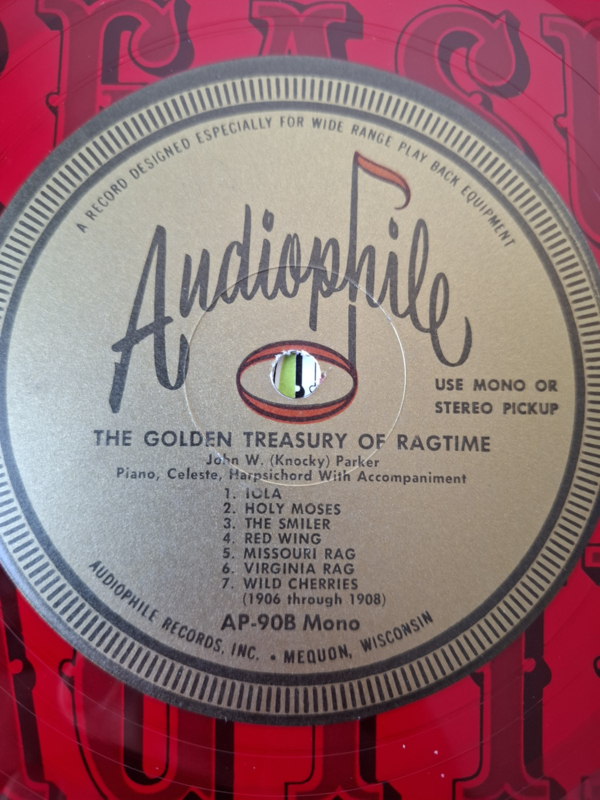 A RECORD DESIGNED ESPECIALLY FOR WIDE RANGE PLAY BACK EQUIPMENT
Audiophile
USE MONO OR
STEREO PICKUP
THE GOLDEN TREASURY OF RAGTIME
John W. (Knocky) Parker
Piano, Celeste, Harpsichord With Accompaniment
1. IOLA
2. HOLY MOSES
3. THE SMILER
4. RED WING
5. MISSOURI RAG
6. VIRGINIA RAG
7. WILD CHERRIES
(1906 through 1908)
AP-90B Mono
AUDIOPHILE RECORDS, INC. • MEQUON, WISCONSIN